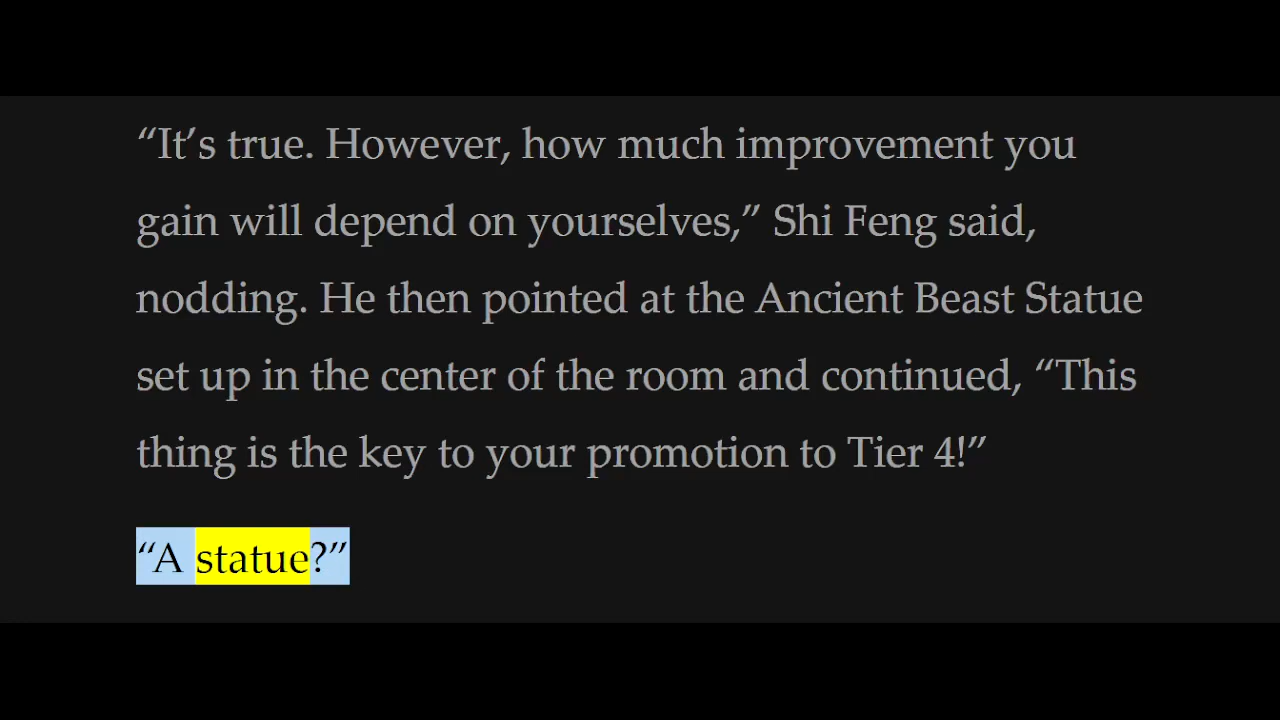 “It’s true. However, how much improvement you
gain will depend on yourselves,” Shi Feng said,
nodding. He then pointed at the Ancient Beast Statue
set up in the center of the room and continued, “This
thing is the key to your promotion to Tier 4!”
“A statue?”